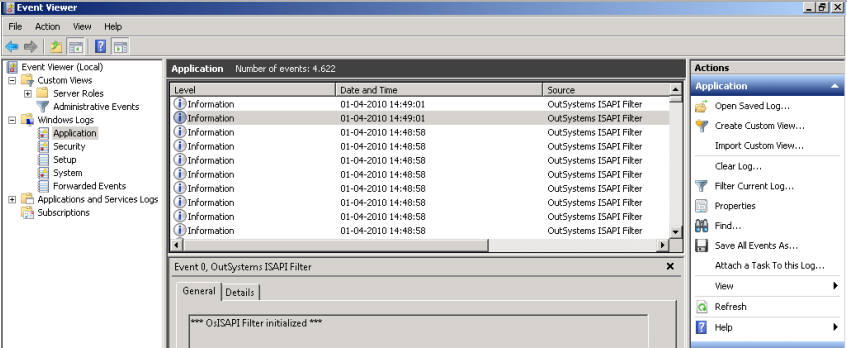 Event Viewer
File Action View Help
Event Viewer (Local)
Custom Views
Server Roles
Administrative Events
Windows Logs
Application
Security
Setup
System
Forwarded Events
Applications and Services Logs
Subscriptions
Application Number of events: 4.622
Level Date and Time Source
Information 01-04-2010 14:49:01 OutSystems ISAPI Filter
Information 01-04-2010 14:49:01 OutSystems ISAPI Filter
Information 01-04-2010 14:48:58 OutSystems ISAPI Filter
Information 01-04-2010 14:48:58 OutSystems ISAPI Filter
Information 01-04-2010 14:48:58 OutSystems ISAPI Filter
Information 01-04-2010 14:48:58 OutSystems ISAPI Filter
Information 01-04-2010 14:48:58 OutSystems ISAPI Filter
Information 01-04-2010 14:48:58 OutSystems ISAPI Filter
Information 01-04-2010 14:48:58 OutSystems ISAPI Filter
Information 01-04-2010 14:48:58 OutSystems ISAPI Filter
Event 0, OutSystems ISAPI Filter
General Details
*** OsISAPI Filter initialized ***
Actions
Application
Open Saved Log...
Create Custom View...
Import Custom View...
Clear Log...
Filter Current Log...
Properties
Find...
Save All Events As...
Attach a Task To this Log...
View
Refresh
Help